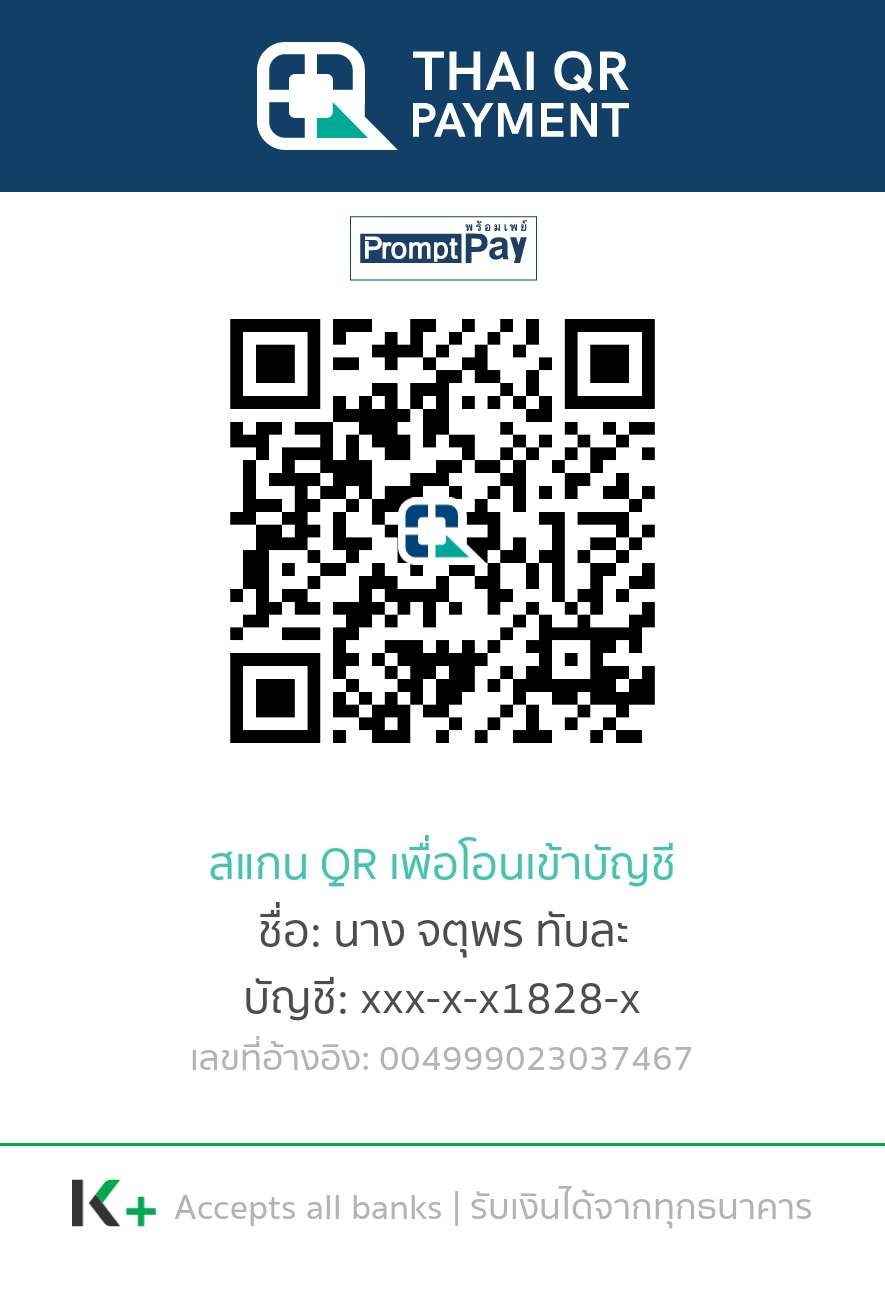 THAI QR
PAYMENT
พร้อมเพย์
PromptPay
สแกน QR เพื่อโอนเข้าบัญชี
ชื่อ: นาง จตุพร ทับละ
บัญชี: xxx-x-x1828-x
เลขที่อ้างอิง: 004999023037467
K+ Accepts all banks | รับเงินได้จากทุกธนาคาร